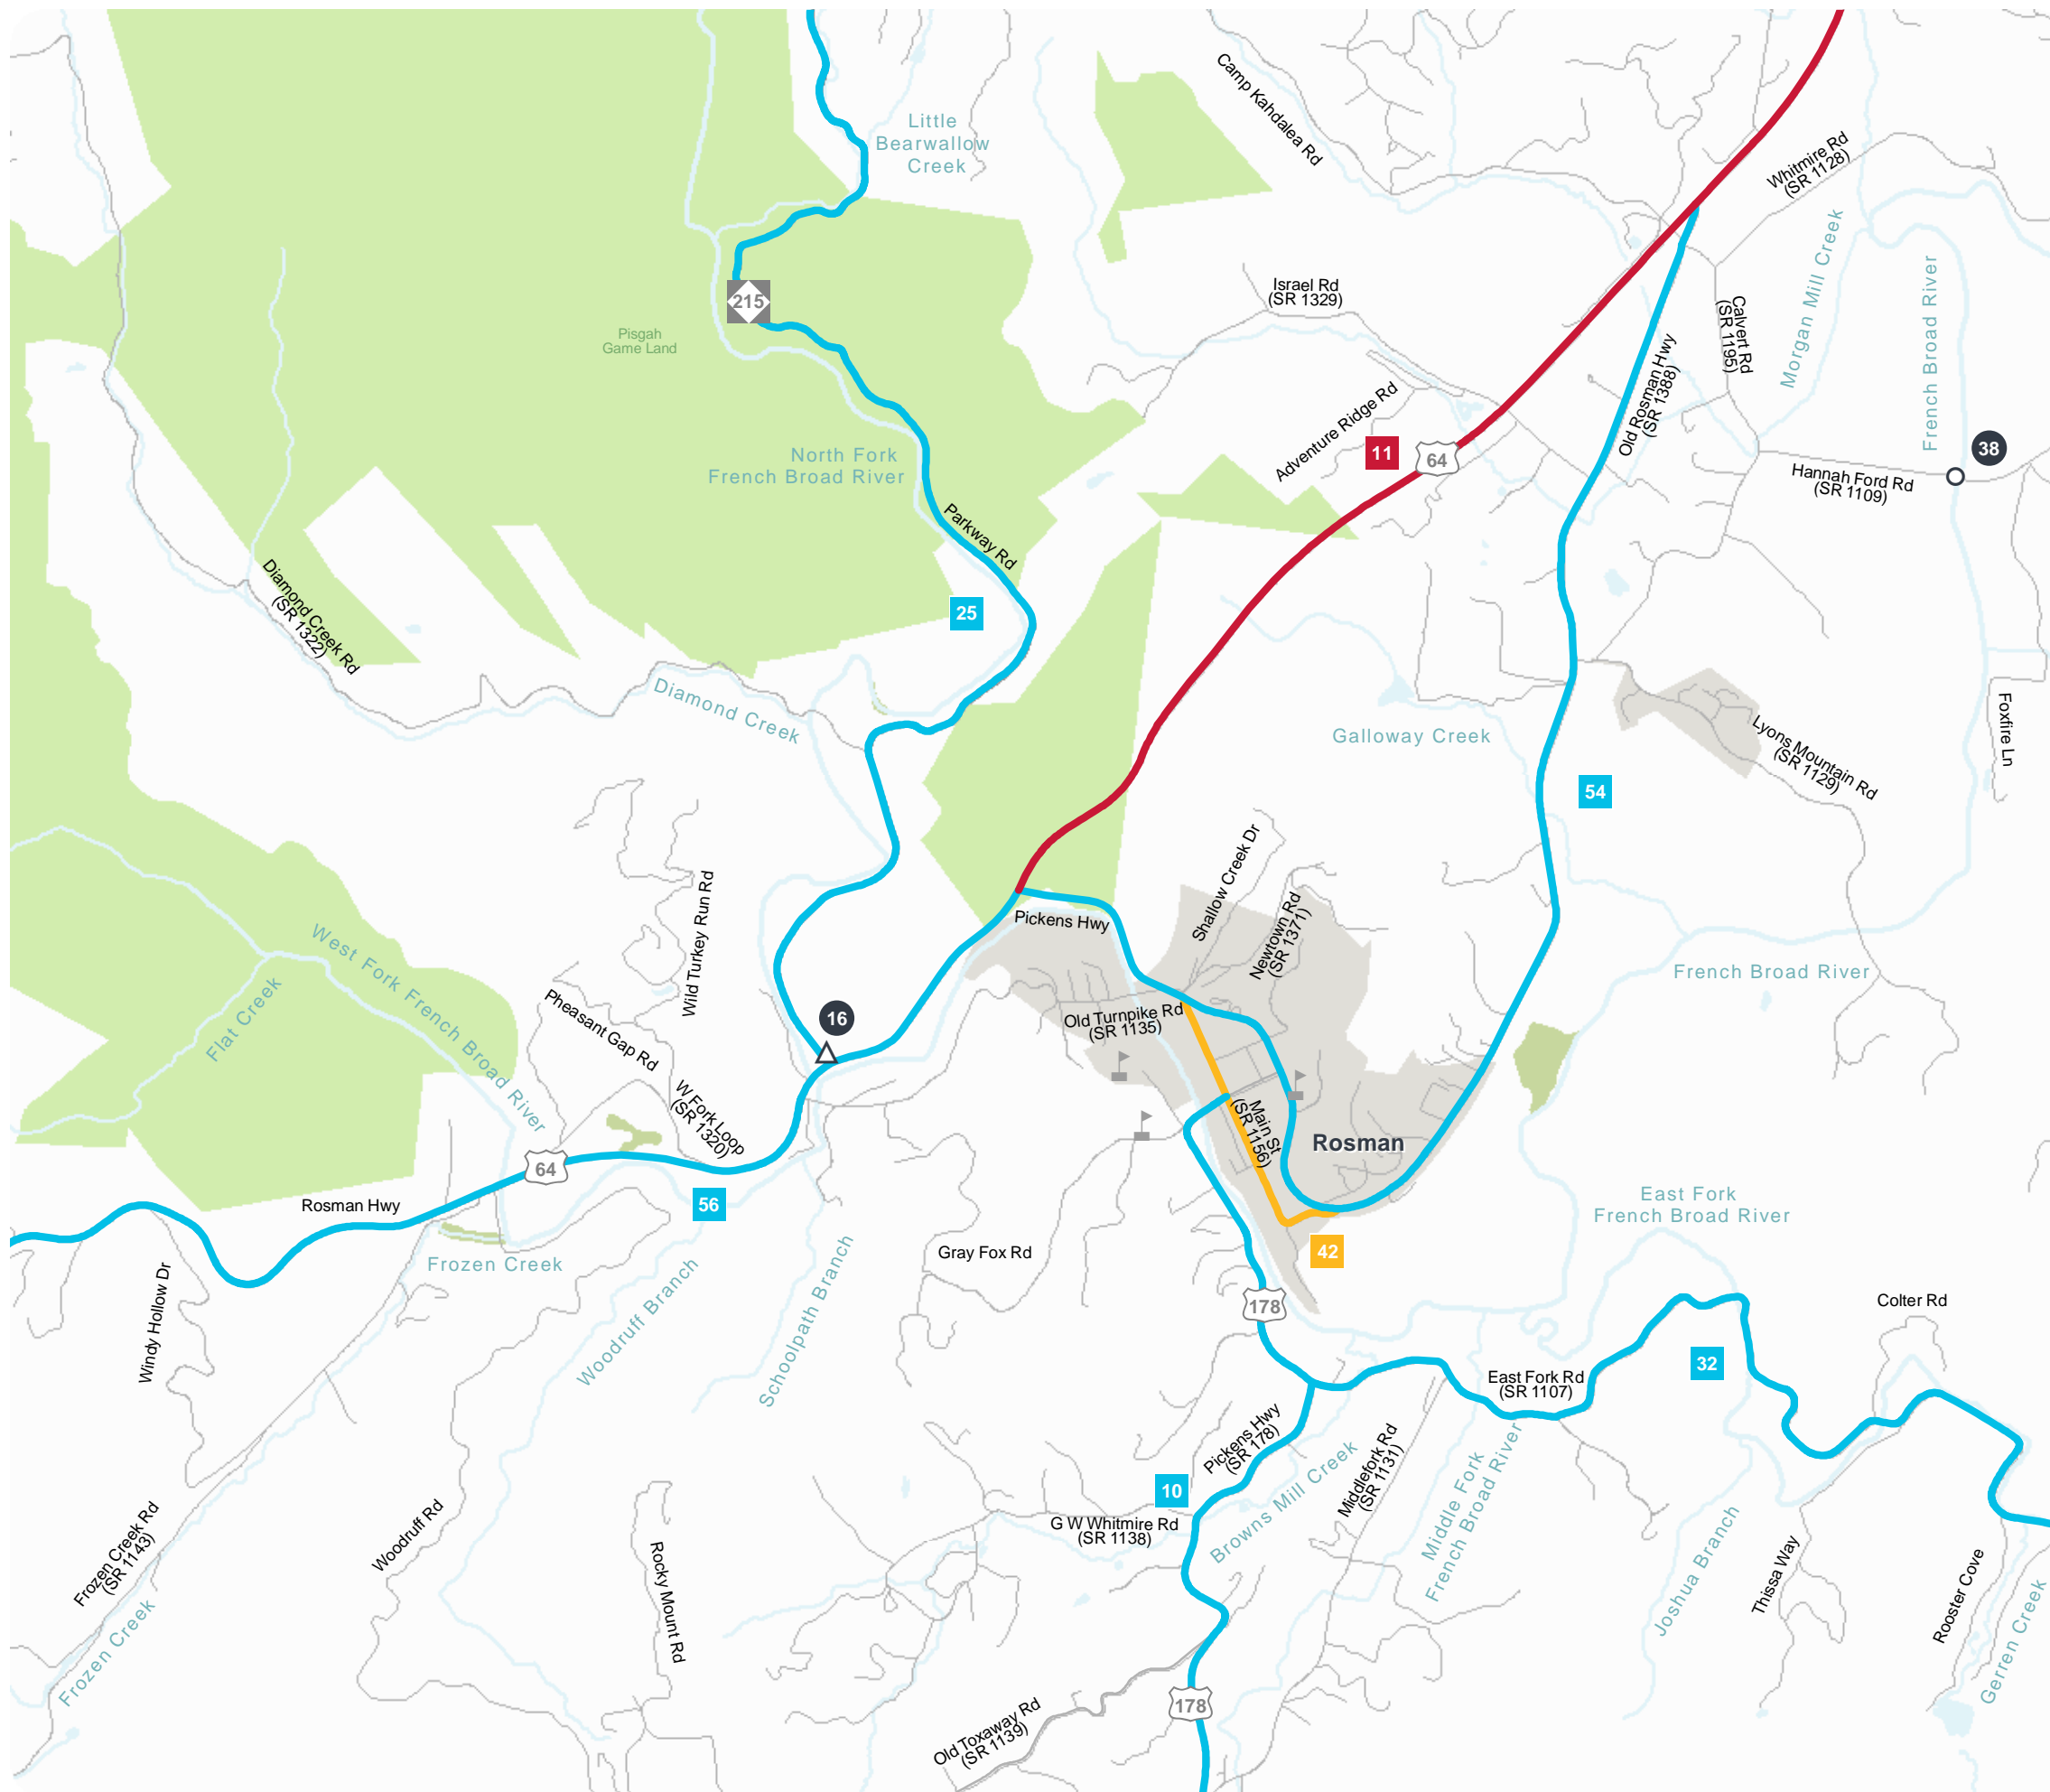 Little
Bearwallow
Creek
Camp Kahdalea Rd
Whitmire Rd
(SR 1128)
Morgan Mill Creek
French Broad River
Israel Rd
(SR 1329)
215
Pisgah
Game Land
Calvert Rd
(SR 1195)
Old Rosman Hwy
(SR 1388)
Adventure Ridge Rd
11
64
38
Hannah Ford Rd
(SR 1109)
North Fork
French Broad River
Parkway Rd
25
Diamond Creek Rd
(SR 1322)
Diamond Creek
Galloway Creek
Foxfire Ln
Lyons Mountain Rd
(SR 1129)
54
Shallow Creek Dr
Newtown Rd
(SR 1371)
Wild Turkey Run Rd
Pickens Hwy
West Fork French Broad River
French Broad River
Flat Creek
Pheasant Gap Rd
16
Old Turnpike Rd
(SR 1135)
W Fork Loop
(SR 1320)
Main St
(SR 1156)
Rosman
64
Rosman Hwy
56
East Fork
French Broad River
42
Gray Fox Rd
Frozen Creek
Windy Hollow Dr
Woodruff Branch
Schoolpath Branch
178
Colter Rd
32
East Fork Rd
(SR 1107)
Pickens Hwy
(SR 178)
Middlefork Rd
(SR 1131)
Browns Mill Creek
Middle Fork
French Broad River
10
G W Whitmire Rd
(SR 1138)
Frozen Creek Rd
(SR 1143)
Frozen Creek
Woodruff Rd
Rocky Mount Rd
Joshua Branch
Thissa Way
Rooster Cove
Gerren Creek
178
Old Toxaway Rd
(SR 1139)